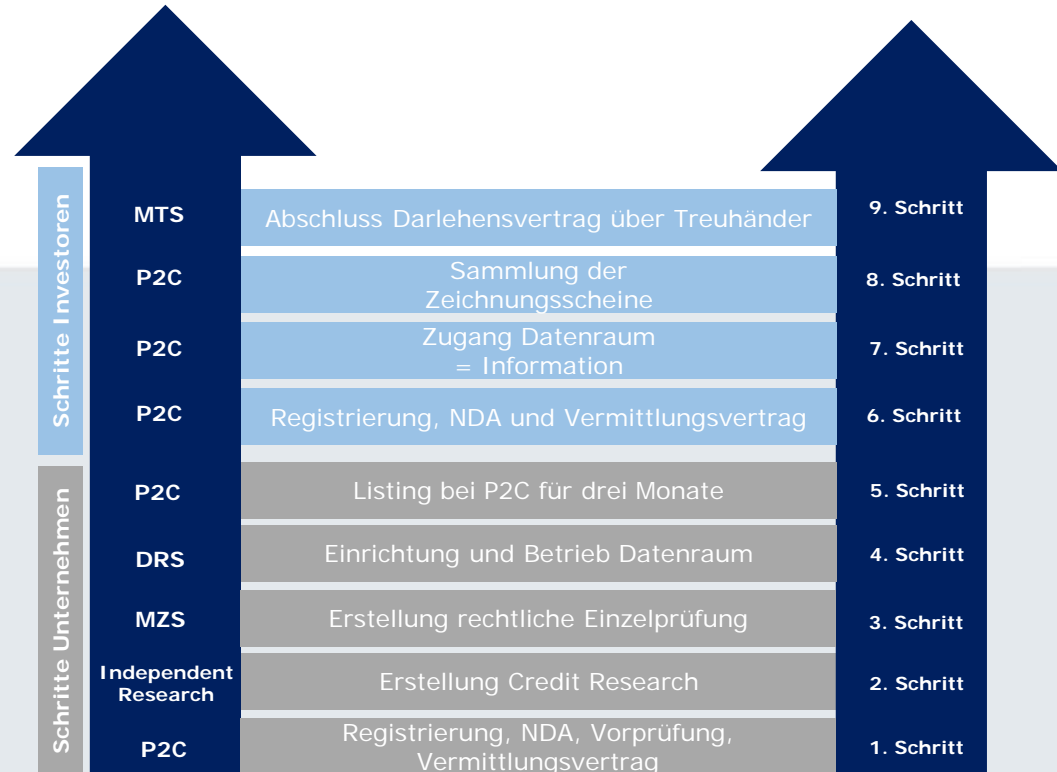 Schritte Investoren
MTS
Abschluss Darlehensvertrag über Treuhänder
9. Schritt
P2C
Sammlung der
Zeichnungsscheine
8. Schritt
P2C
Zugang Datenraum
= Information
7. Schritt
P2C
Registrierung, NDA und Vermittlungsvertrag
6. Schritt
Schritte Unternehmen
P2C
Listing bei P2C für drei Monate
5. Schritt
DRS
Einrichtung und Betrieb Datenraum
4. Schritt
MZS
Erstellung rechtliche Einzelprüfung
3. Schritt
Independent
Research
Erstellung Credit Research
2. Schritt
P2C
Registrierung, NDA, Vorprüfung,
Vermittlungsvertrag
1. Schritt